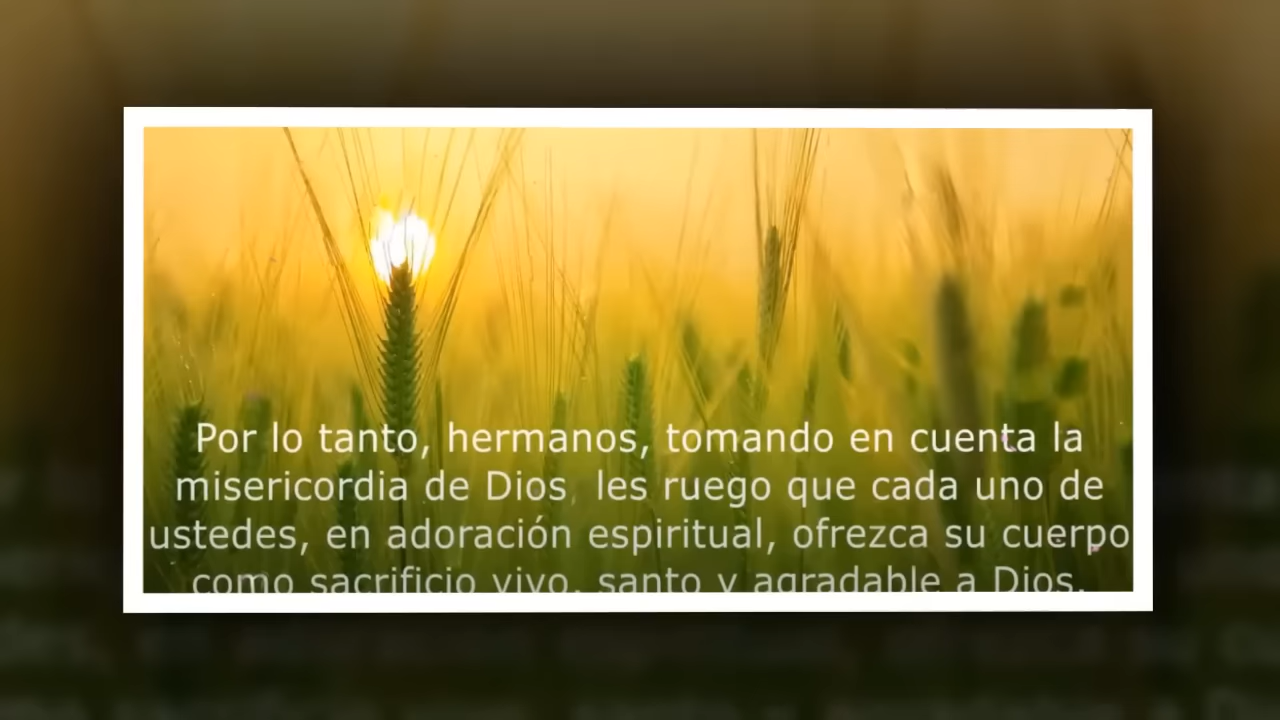 Por lo tanto, hermanos, tomando en cuenta la
misericordia de Dios, les ruego que cada uno de
ustedes, en adoración espiritual, ofrezca su cuerpo
como sacrificio vivo, santo y agradable a Dios.